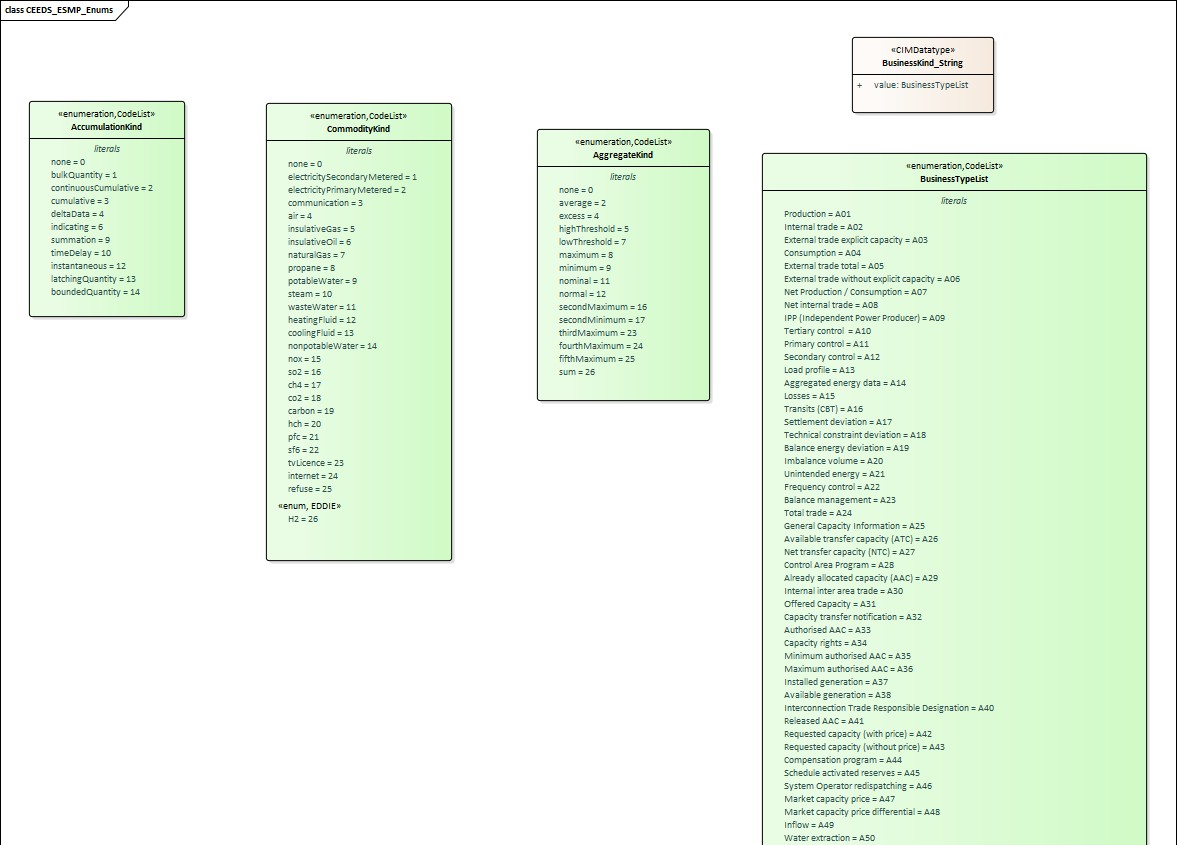 class CEEDS_ESMP_Enums
«enumeration,CodeList»
AccumulationKind
literals
none = 0
bulkQuantity = 1
continuousCumulative = 2
cumulative = 3
deltaData = 4
indicating = 6
summation = 9
timeDelay = 10
instantaneous = 12
latchingQuantity = 13
boundedQuantity = 14
«enumeration,CodeList»
CommodityKind
literals
none = 0
electricitySecondaryMetered = 1
electricityPrimaryMetered = 2
communication = 3
air = 4
insulativeGas = 5
insulativeOil = 6
naturalGas = 7
propane = 8
potableWater = 9
steam = 10
wasteWater = 11
heatingFluid = 12
coolingFluid = 13
nonpotableWater = 14
nox = 15
so2 = 16
ch4 = 17
co2 = 18
carbon = 19
hch = 20
pfc = 21
sf6 = 22
tvLicence = 23
internet = 24
refuse = 25
«enum, EDDIE»
H2 = 26
«enumeration,CodeList»
AggregateKind
literals
none = 0
average = 2
excess = 4
highThreshold = 5
lowThreshold = 7
maximum = 8
minimum = 9
nominal = 11
normal = 12
secondMaximum = 16
secondMinimum = 17
thirdMaximum = 23
fourthMaximum = 24
fifthMaximum = 25
sum = 26
«CIMDatatype»
BusinessKind_String
+ value: BusinessTypeList
«enumeration,CodeList»
BusinessTypeList
literals
Production = A01
Internal trade = A02
External trade explicit capacity = A03
Consumption = A04
External trade total = A05
External trade without explicit capacity = A06
Net Production / Consumption = A07
Net internal trade = A08
IPP (Independent Power Producer) = A09
Tertiary control = A10
Primary control = A11
Secondary control = A12
Load profile = A13
Aggregated energy data = A14
Losses = A15
Transits (CBT) = A16
Settlement deviation = A17
Technical constraint deviation = A18
Balance energy deviation = A19
Imbalance volume = A20
Unintended energy = A21
Frequency control = A22
Balance management = A23
Total trade = A24
General Capacity Information = A25
Available transfer capacity (ATC) = A26
Net transfer capacity (NTC) = A27
Control Area Program = A28
Already allocated capacity (AAC) = A29
Internal inter area trade = A30
Offered Capacity = A31
Capacity transfer notification = A32
Authorised AAC = A33
Capacity rights = A34
Minimum authorised AAC = A35
Maximum authorised AAC = A36
Installed generation = A37
Available generation = A38
Interconnection Trade Responsible Designation = A40
Released AAC = A41
Requested capacity (with price) = A42
Requested capacity (without price) = A43
Compensation program = A44
Schedule activated reserves = A45
System Operator redispatching = A46
Market capacity price = A47
Market capacity price differential = A48
Inflow = A49
Water extraction = A50